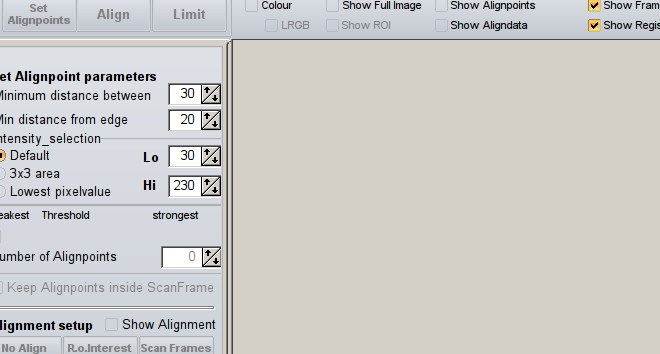 Set Alignpoints
Align
Limit
Colour
Show Full Image
Show Alignpoints
Show Fram
LRGB
Show ROI
Show Aligndata
Show Regis
et Alignpoint parameters
Minimum distance between 30
Min distance from edge 20
ntensity_selection
Default
Lo 30
3x3 area
Hi 230
Lowest pixelvalue
eakest Threshold strongest
umber of Alignpoints 0
Keep Alignpoints inside ScanFrame
lignment setup
Show Alignment
No Align
R.o.Interest
Scan Frames